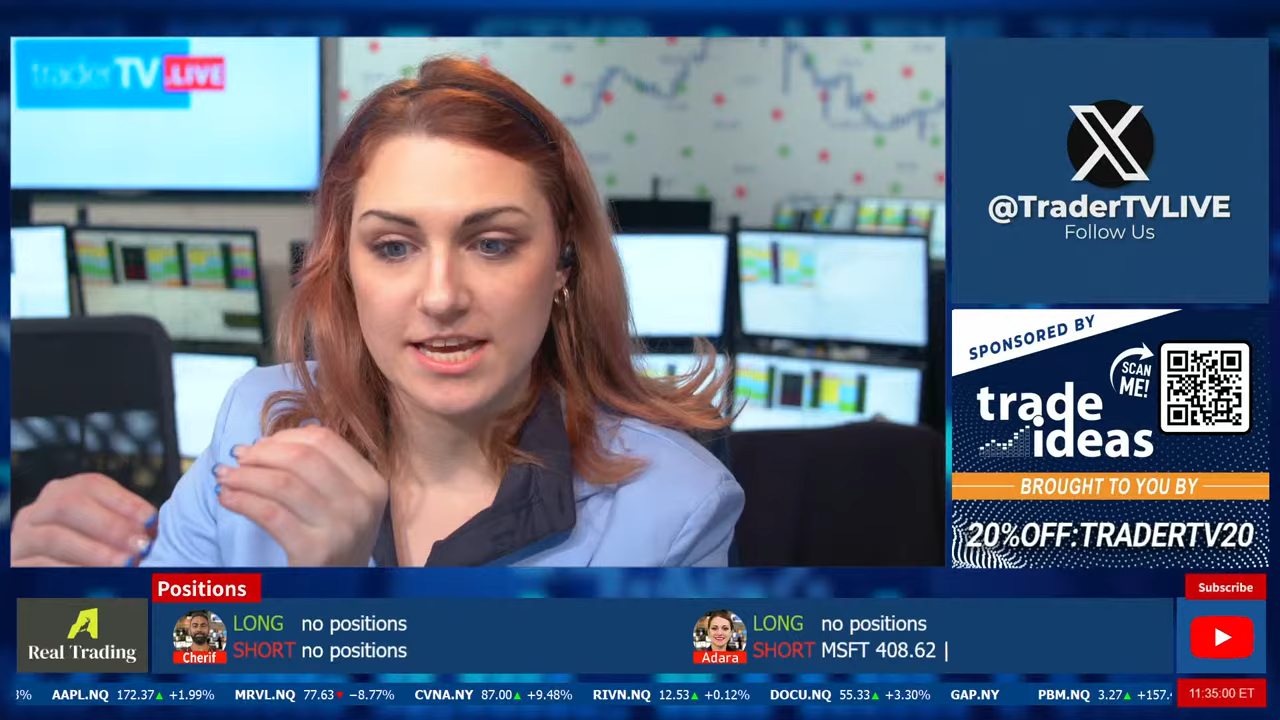 traderTV.LIVE
@TraderTVLIVE
Follow Us
SPONSORED BY
SCAN ME!
trade
ideas
BROUGHT TO YOU BY
20%OFF:TRADERTV20
Positions
Subscribe
Real Trading
Cherif
LONG no positions
SHORT no positions
Adara
LONG no positions
SHORT MSFT 408.62 |
3% AAPL.NQ 172.37▲ +1.99% MRVL.NQ 77.63▼ −8.77% CVNA.NY 87.00▲ +9.48% RIVN.NQ 12.53▲ +0.12% DOCU.NQ 55.33▲ +3.30% GAP.NY PBM.NQ 3.27▲ +157.
11:35:00 ET